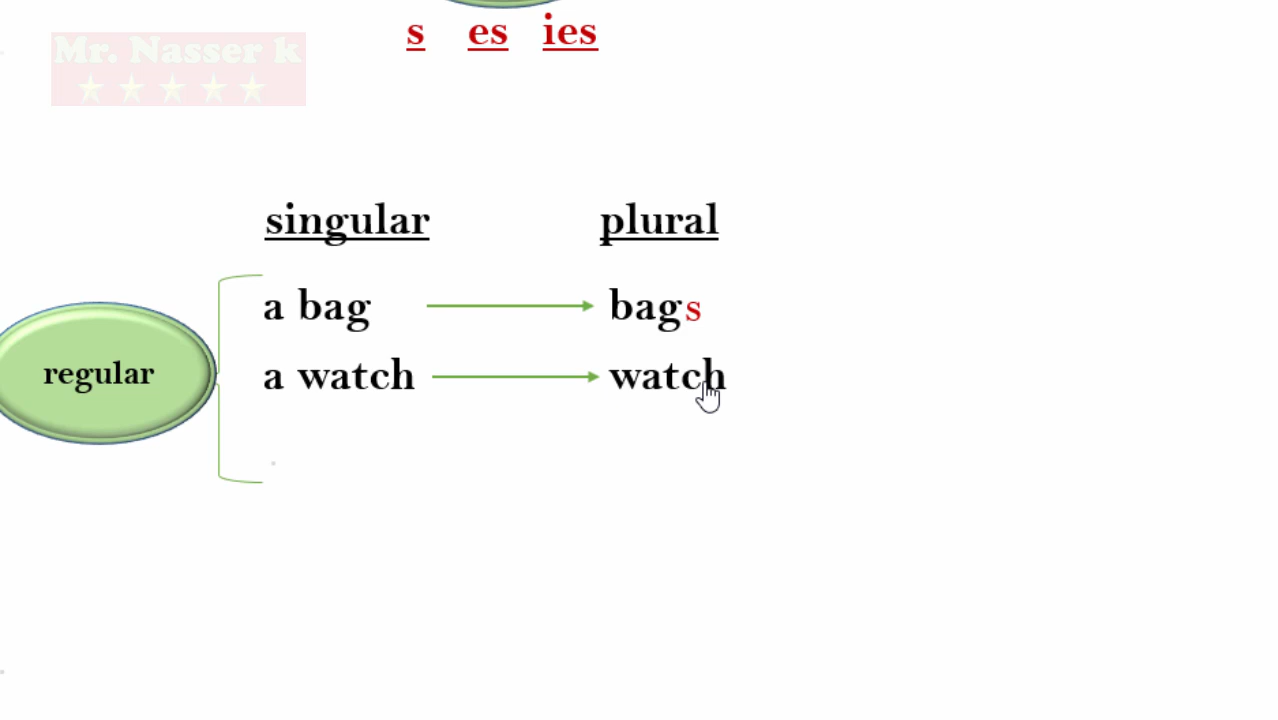 s es ies
Mr. Nasser k
singular plural
a bag bags
a watch watch
regular